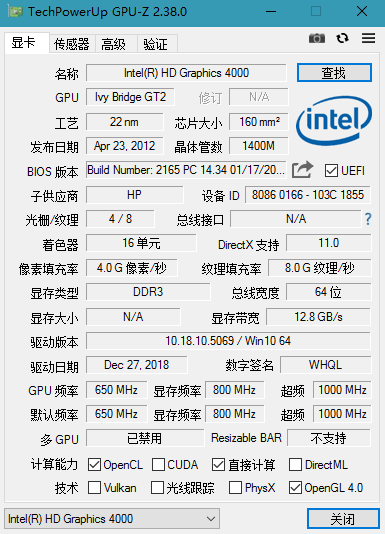 TechPowerUp GPU-Z 2.38.0
显卡 传感器 高级 验证
名称 Intel(R) HD Graphics 4000 查找
GPU Ivy Bridge GT2 修订 N/A
工艺 22 nm 芯片大小 160 mm²
intel
发布日期 Apr 23, 2012 晶体管数 1400M
BIOS 版本 Build Number: 2165 PC 14.34 01/17/20... UEFI
子供应商 HP 设备 ID 8086 0166 - 103C 1855
光栅/纹理 4 / 8 总线接口 N/A ?
着色器 16 单元 DirectX 支持 11.0
像素填充率 4.0 G 像素/秒 纹理填充率 8.0 G 纹理/秒
显存类型 DDR3 总线宽度 64 位
显存大小 N/A 显存带宽 12.8 GB/s
驱动版本 10.18.10.5069 / Win10 64
驱动日期 Dec 27, 2018 数字签名 WHQL
GPU 频率 650 MHz 显存频率 800 MHz 超频 1000 MHz
默认频率 650 MHz 显存频率 800 MHz 超频 1000 MHz
多 GPU 已禁用 Resizable BAR 不支持
计算能力 OpenCL CUDA 直接计算 DirectML
技术 Vulkan 光线跟踪 PhysX OpenGL 4.0
Intel(R) HD Graphics 4000 关闭